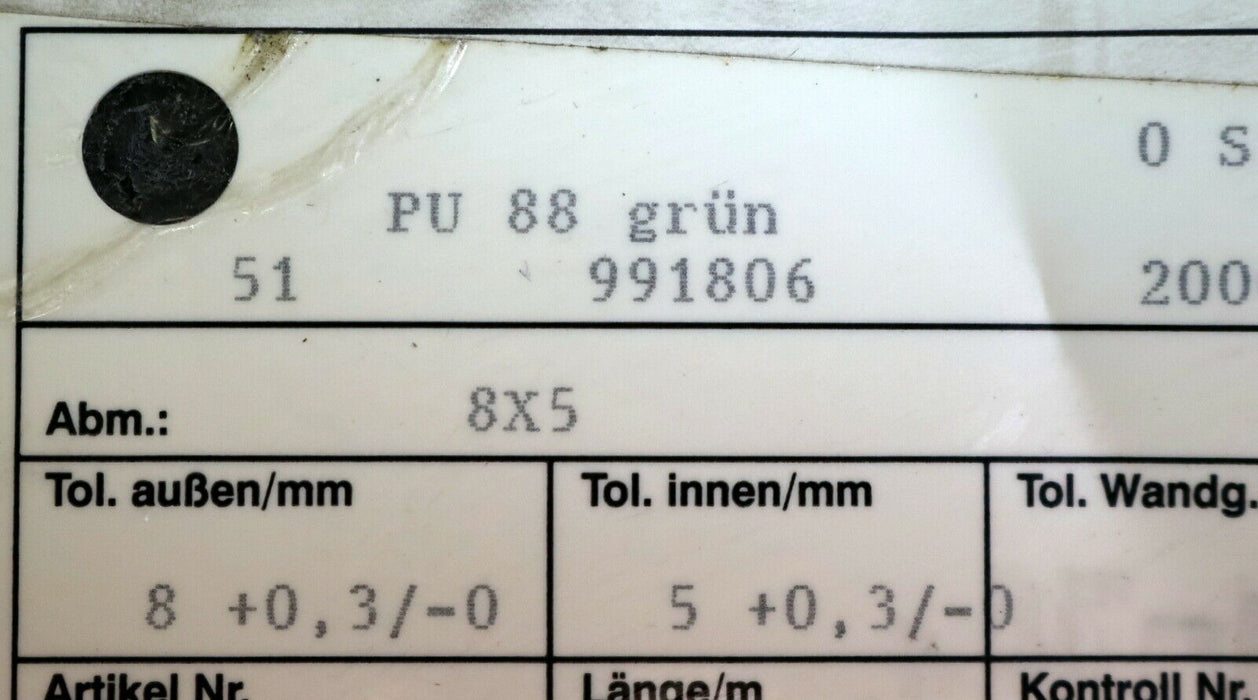 0 S
PU 88 grün
51 991806 200
Abm.: 8X5
Tol. außen/mm Tol. innen/mm Tol. Wandg.
8 +0,3/-0 5 +0,3/-0
Artikel Nr. Länge/m Kontroll Nr.